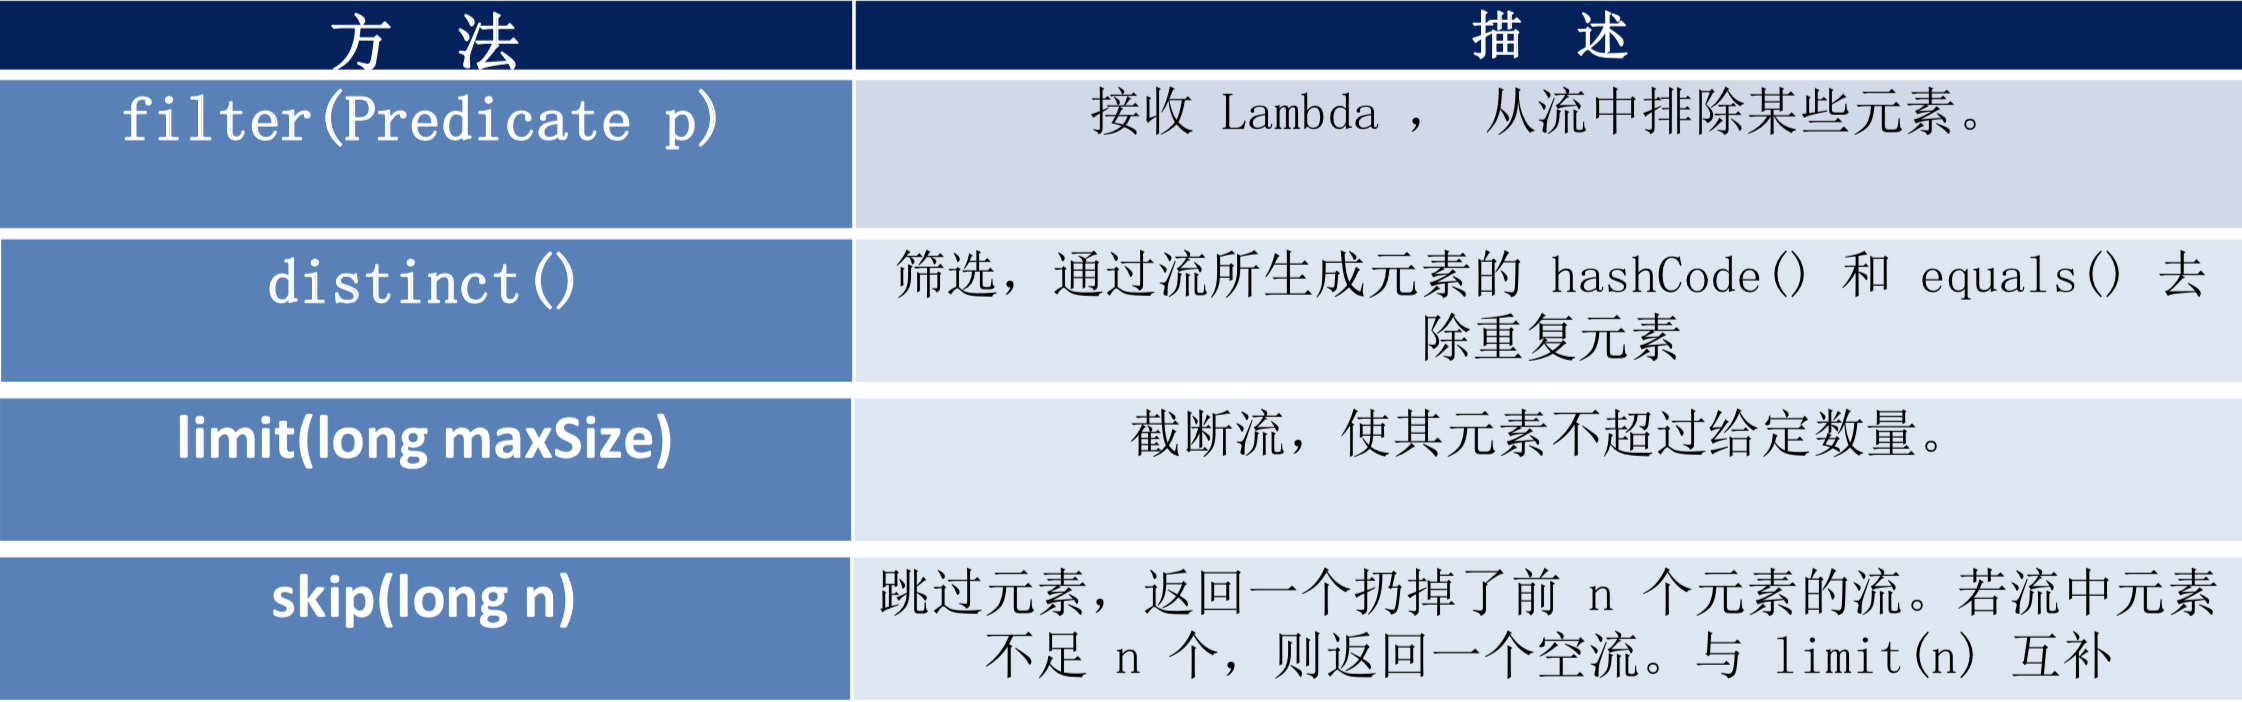 方 法
描 述
filter(Predicate p)
接收 Lambda ， 从流中排除某些元素。
distinct()
筛选，通过流所生成元素的 hashCode() 和 equals() 去
除重复元素
limit(long maxSize)
截断流，使其元素不超过给定数量。
skip(long n)
跳过元素，返回一个扔掉了前 n 个元素的流。若流中元素
不足 n 个，则返回一个空流。与 limit(n) 互补